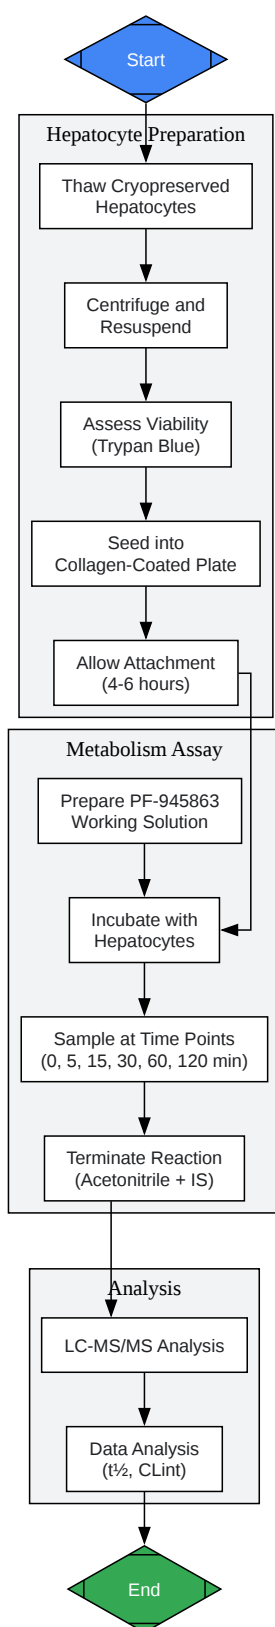 Start
Hepatocyte Preparation
Thaw Cryopreserved
Hepatocytes
Centrifuge and
Resuspend
Assess Viability
(Trypan Blue)
Seed into
Collagen-Coated Plate
Allow Attachment
(4-6 hours)
Metabolism Assay
Prepare PF-945863
Working Solution
Incubate with
Hepatocytes
Sample at Time Points
(0, 5, 15, 30, 60, 120 min)
Terminate Reaction
(Acetonitrile + IS)
Analysis
LC-MS/MS Analysis
Data Analysis
(t½, CLint)
End